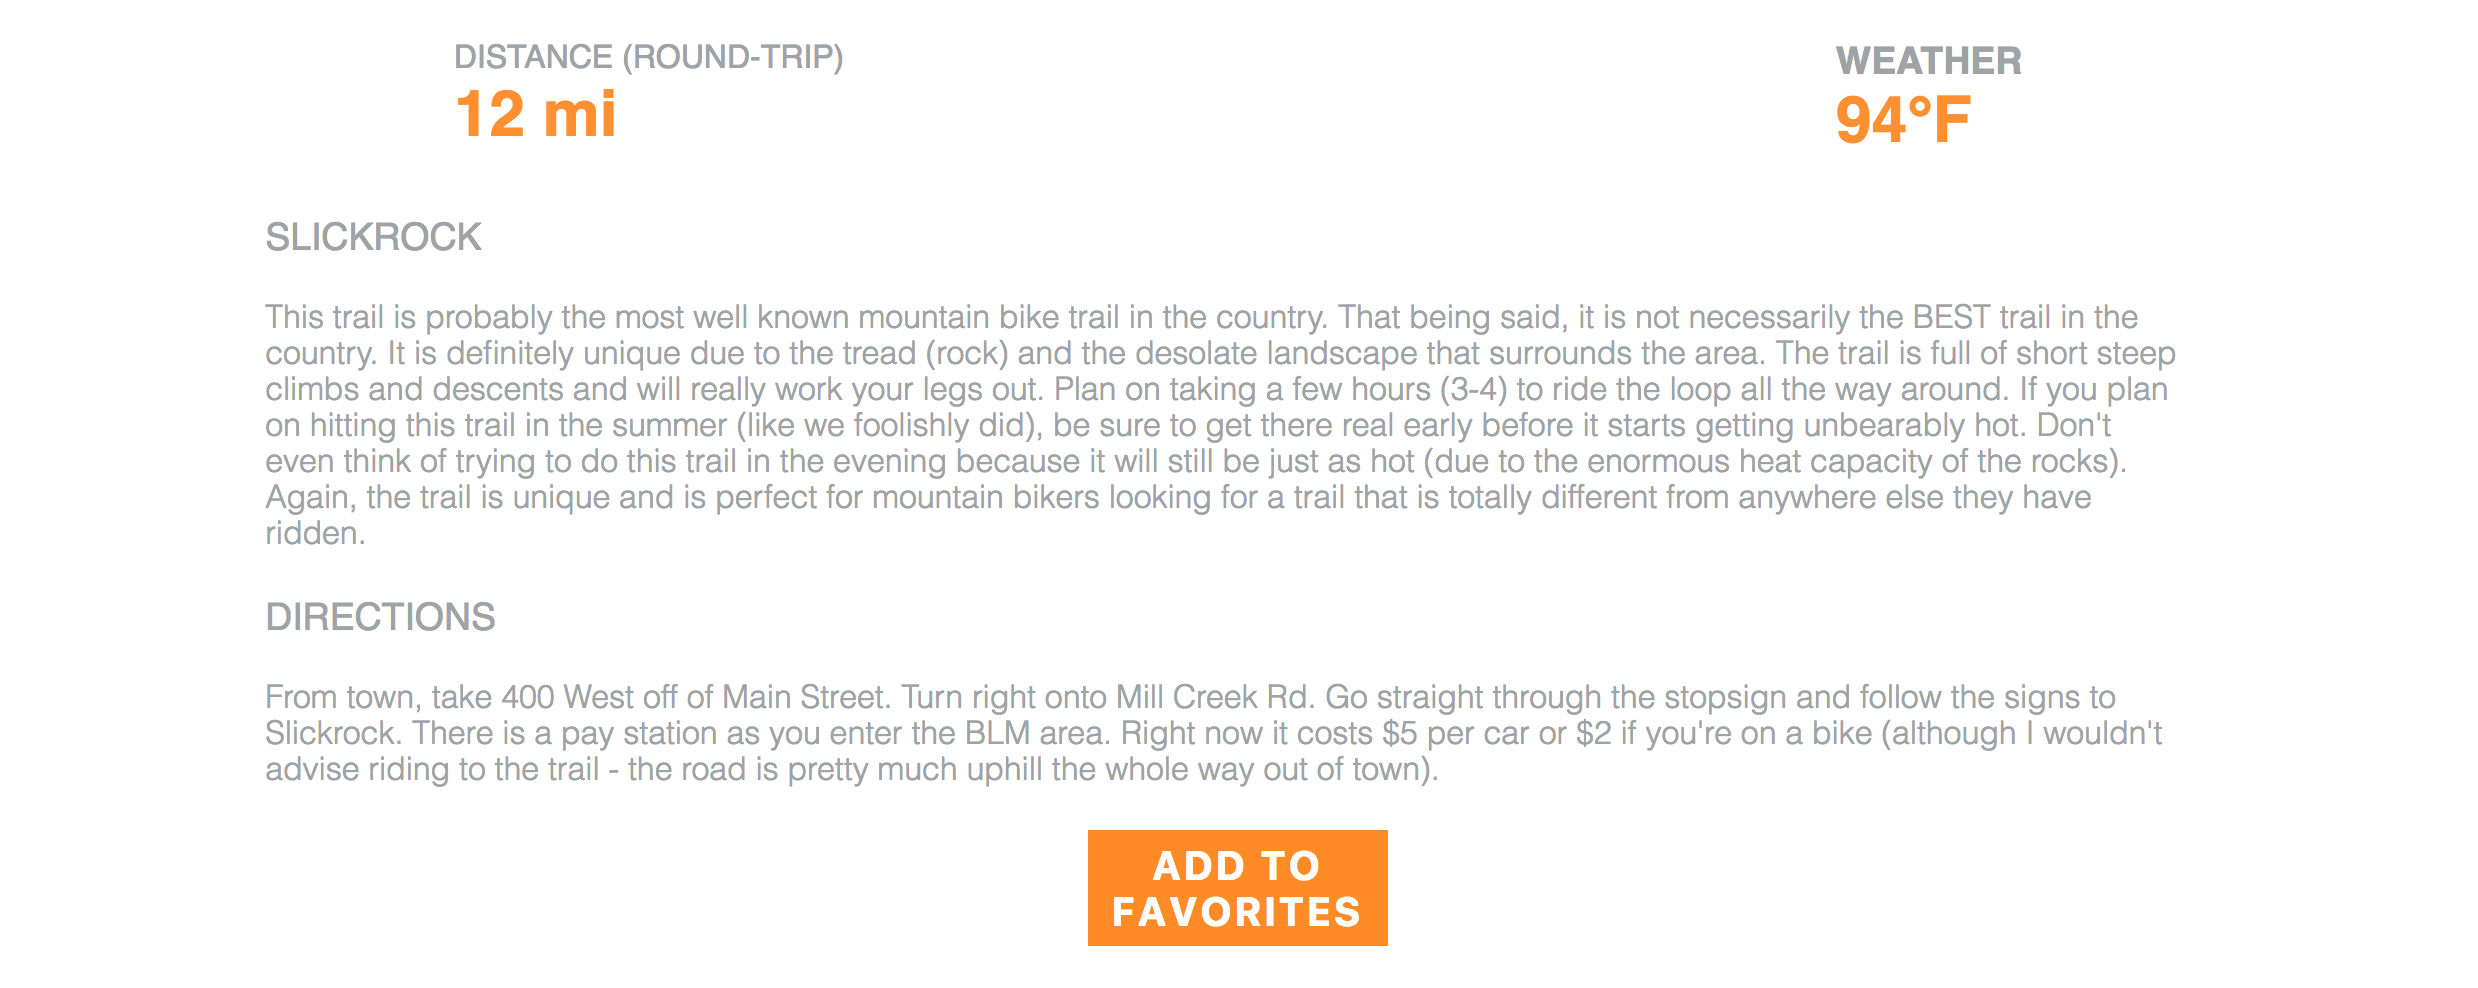 DISTANCE (ROUND-TRIP)
12 mi
WEATHER
94°F
SLICKROCK
This trail is probably the most well known mountain bike trail in the country. That being said, it is not necessarily the BEST trail in the
country. It is definitely unique due to the tread (rock) and the desolate landscape that surrounds the area. The trail is full of short steep
climbs and descents and will really work your legs out. Plan on taking a few hours (3-4) to ride the loop all the way around. If you plan
on hitting this trail in the summer (like we foolishly did), be sure to get there real early before it starts getting unbearably hot. Don't
even think of trying to do this trail in the evening because it will still be just as hot (due to the enormous heat capacity of the rocks).
Again, the trail is unique and is perfect for mountain bikers looking for a trail that is totally different from anywhere else they have
ridden.
DIRECTIONS
From town, take 400 West off of Main Street. Turn right onto Mill Creek Rd. Go straight through the stopsign and follow the signs to
Slickrock. There is a pay station as you enter the BLM area. Right now it costs $5 per car or $2 if you're on a bike (although I wouldn't
advise riding to the trail - the road is pretty much uphill the whole way out of town).
ADD TO
FAVORITES